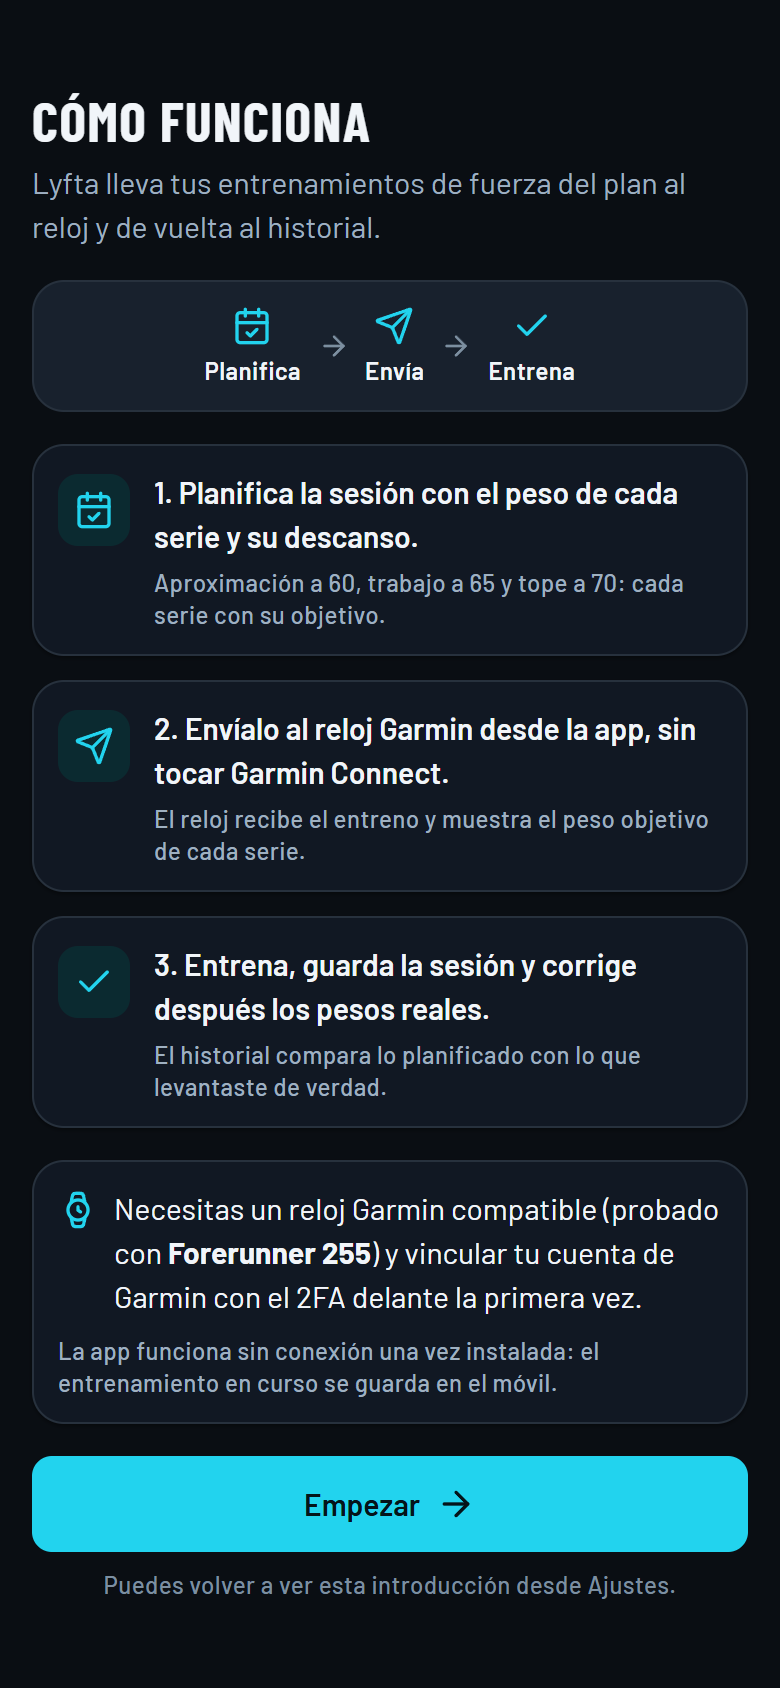 CÓMO FUNCIONA
Lyfta lleva tus entrenamientos de fuerza del plan al
reloj y de vuelta al historial.
Planifica
Envía
Entrena
1. Planifica la sesión con el peso de cada
serie y su descanso.
Aproximación a 60, trabajo a 65 y tope a 70: cada
serie con su objetivo.
2. Envíalo al reloj Garmin desde la app, sin
tocar Garmin Connect.
El reloj recibe el entreno y muestra el peso objetivo
de cada serie.
3. Entrena, guarda la sesión y corrige
después los pesos reales.
El historial compara lo planificado con lo que
levantaste de verdad.
Necesitas un reloj Garmin compatible (probado
con Forerunner 255) y vincular tu cuenta de
Garmin con el 2FA delante la primera vez.
La app funciona sin conexión una vez instalada: el
entrenamiento en curso se guarda en el móvil.
Empezar
Puedes volver a ver esta introducción desde Ajustes.